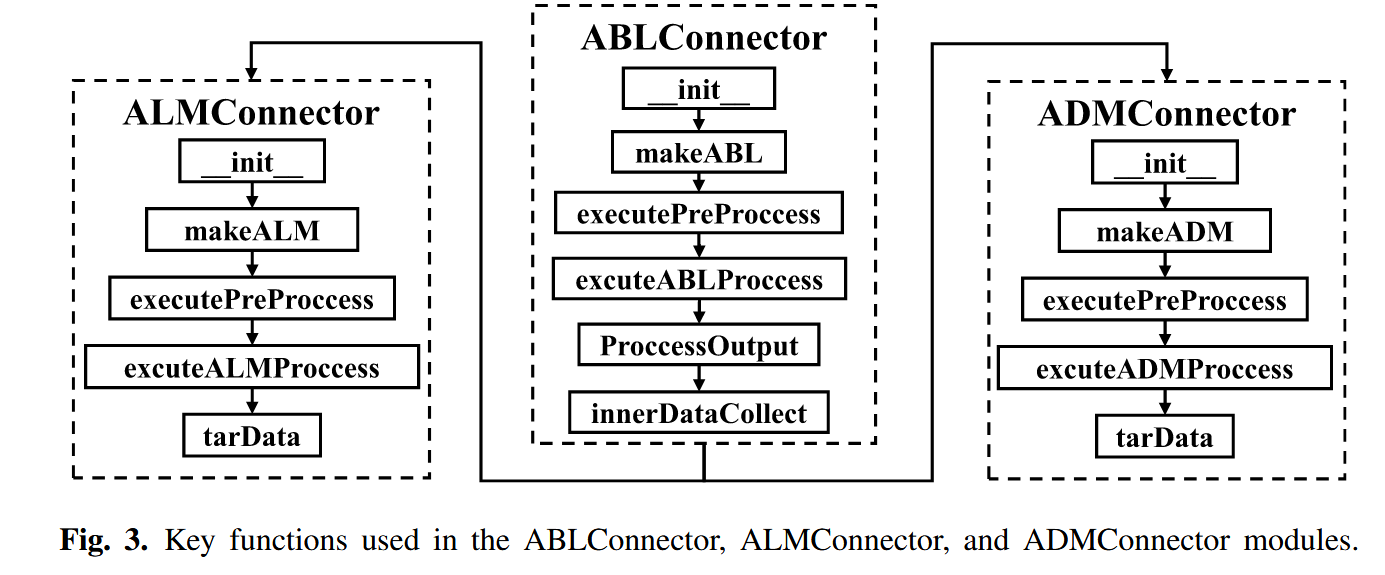 ALMConnector
__init__
makeALM
executePreProccess
excuteALMProccess
tarData
ABLConnector
__init__
makeABL
executePreProccess
excuteABLProccess
ProccessOutput
innerDataCollect
ADMConnector
__init__
makeADM
executePreProccess
excuteADMProccess
tarData
Fig. 3. Key functions used in the ABLConnector, ALMConnector, and ADMConnector modules.